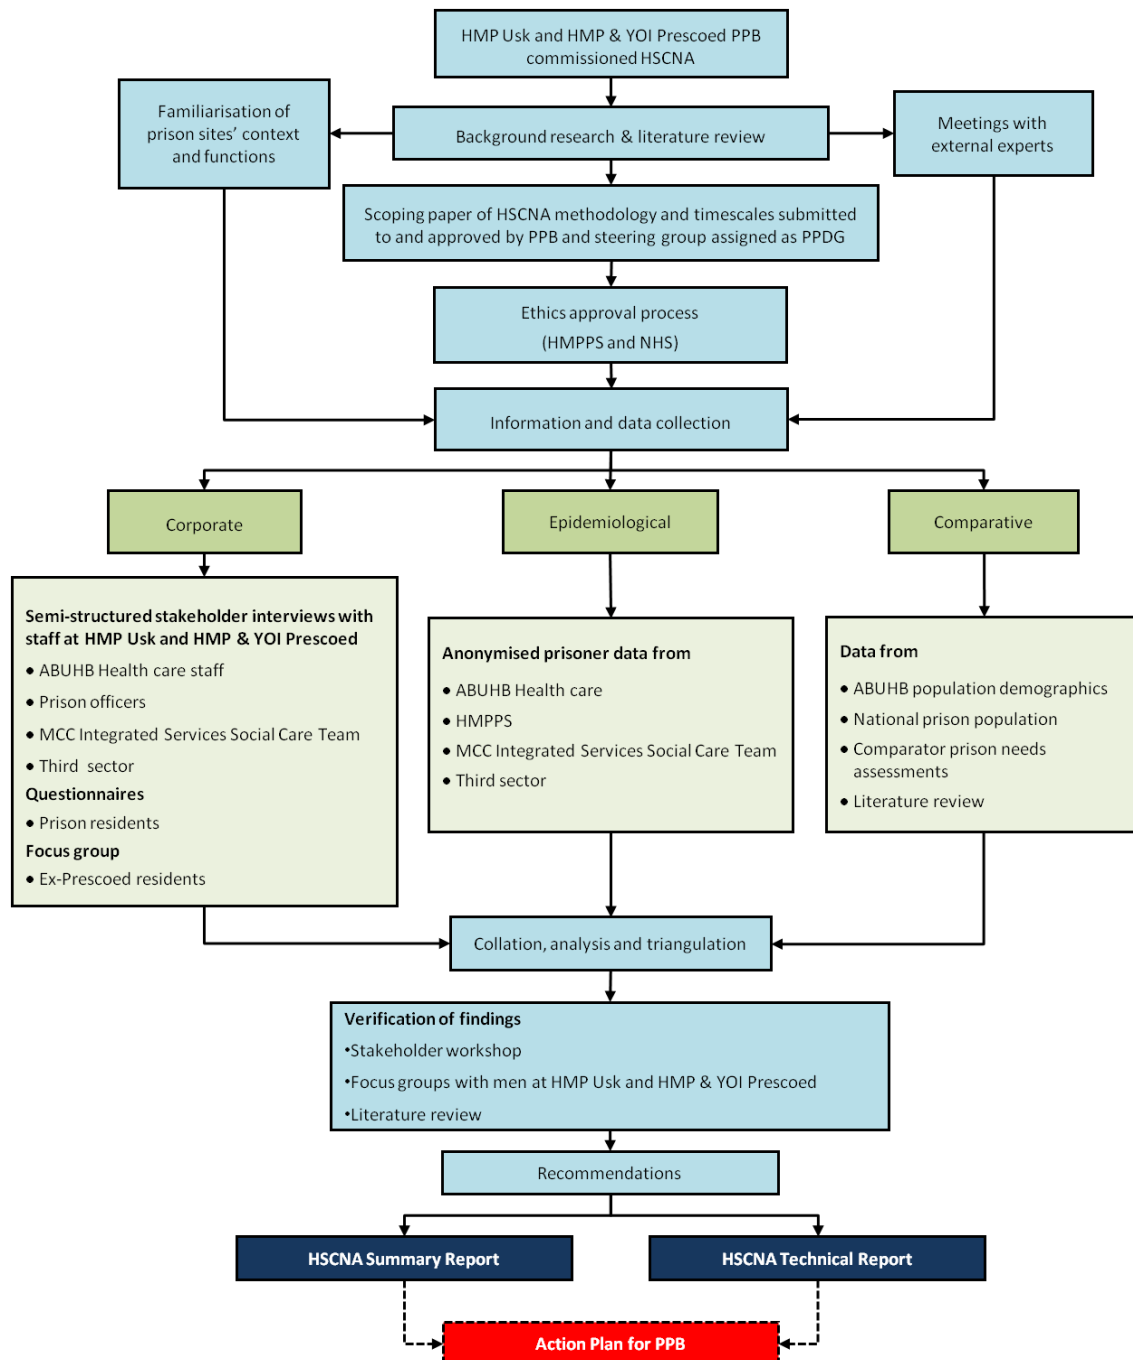 HMP Usk and HMP & YOI Prescoed PPB
commissioned HSCNA
Familiarisation of
prison sites' context
and functions
Background research & literature review
Meetings with
external experts
Scoping paper of HSCNA methodology and timescales submitted
to and approved by PPB and steering group assigned as PPDG
Ethics approval process
(HMPPS and NHS)
Information and data collection
Corporate
Epidemiological
Comparative
Semi-structured stakeholder interviews with
staff at HMP Usk and HMP & YOI Prescoed
• ABUHB Health care staff
• Prison officers
• MCC Integrated Services Social Care Team
• Third sector
Questionnaires
• Prison residents
Focus group
• Ex-Prescoed residents
Anonymised prisoner data from
• ABUHB Health care
• HMPPS
• MCC Integrated Services Social Care Team
• Third sector
Data from
• ABUHB population demographics
• National prison population
• Comparator prison needs
assessments
• Literature review
Collation, analysis and triangulation
Verification of findings
•Stakeholder workshop
•Focus groups with men at HMP Usk and HMP & YOI Prescoed
•Literature review
Recommendations
HSCNA Summary Report
HSCNA Technical Report
Action Plan for PPB